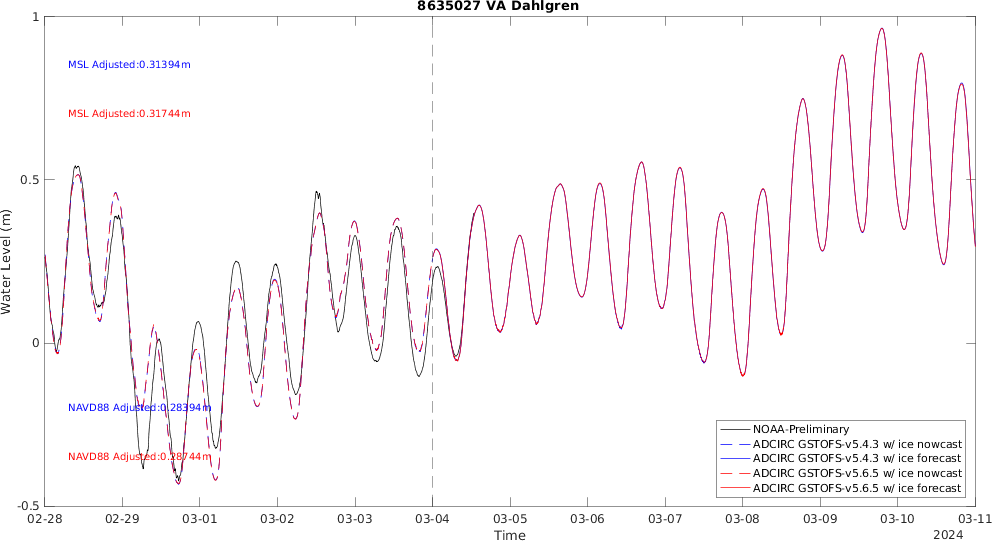 8635027 VA Dahlgren
1
MSL Adjusted:0.31394m
MSL Adjusted:0.31744m
0.5
Water Level (m)
0
NAVD88 Adjusted:0.28394m
NAVD88 Adjusted:0.28744m
NOAA-Preliminary
ADCIRC GSTOFS-v5.4.3 w/ ice nowcast
ADCIRC GSTOFS-v5.4.3 w/ ice forecast
ADCIRC GSTOFS-v5.6.5 w/ ice nowcast
ADCIRC GSTOFS-v5.6.5 w/ ice forecast
-0.5
02-28 02-29 03-01 03-02 03-03 03-04 03-05 03-06 03-07 03-08 03-09 03-10 03-11
Time
2024